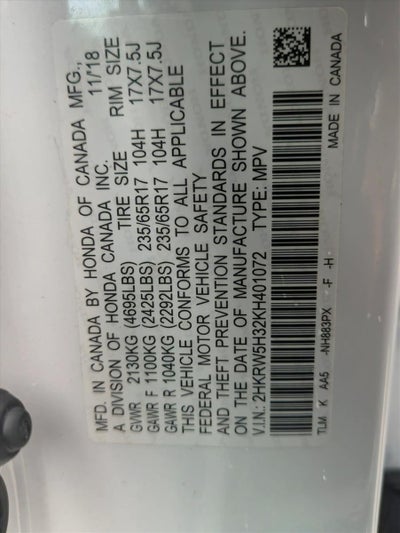 MFD. IN CANADA BY HONDA OF CANADA MFG.,
A DIVISION OF HONDA CANADA INC. 11/18
GVWR 2130KG (4695LBS) TIRE SIZE RIM SIZE
GAWR F 1100KG (2425LBS) 235/65R17 104H 17X7.5J
GAWR R 1040KG (2292LBS) 235/65R17 104H 17X7.5J
THIS VEHICLE CONFORMS TO ALL APPLICABLE
FEDERAL MOTOR VEHICLE SAFETY
AND THEFT PREVENTION STANDARDS IN EFFECT
ON THE DATE OF MANUFACTURE SHOWN ABOVE.
V.I.N.: 2HKRW5H32KH401072 TYPE: MPV
TLM K AA5 -NH883PX -F -H-
MADE IN CANADA